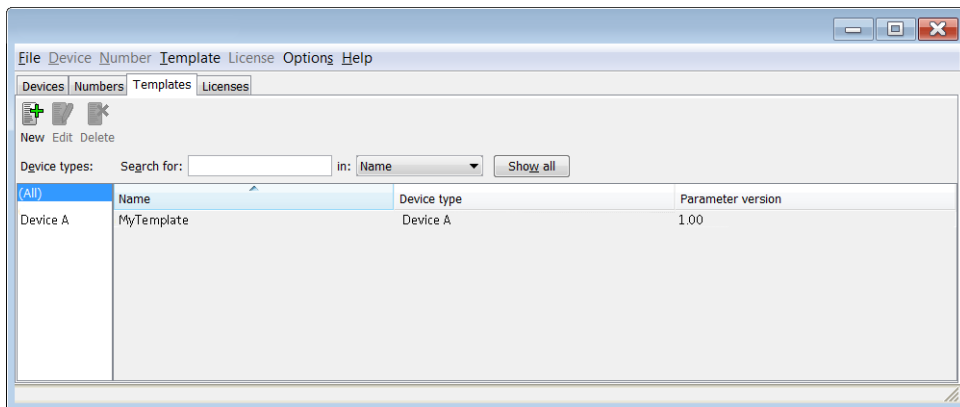 File Device Number Template License Options Help
Devices Numbers Templates Licenses
New Edit Delete
Device types: Search for: in: Name Show all
(All) Name Device type Parameter version
Device A MyTemplate Device A 1.00